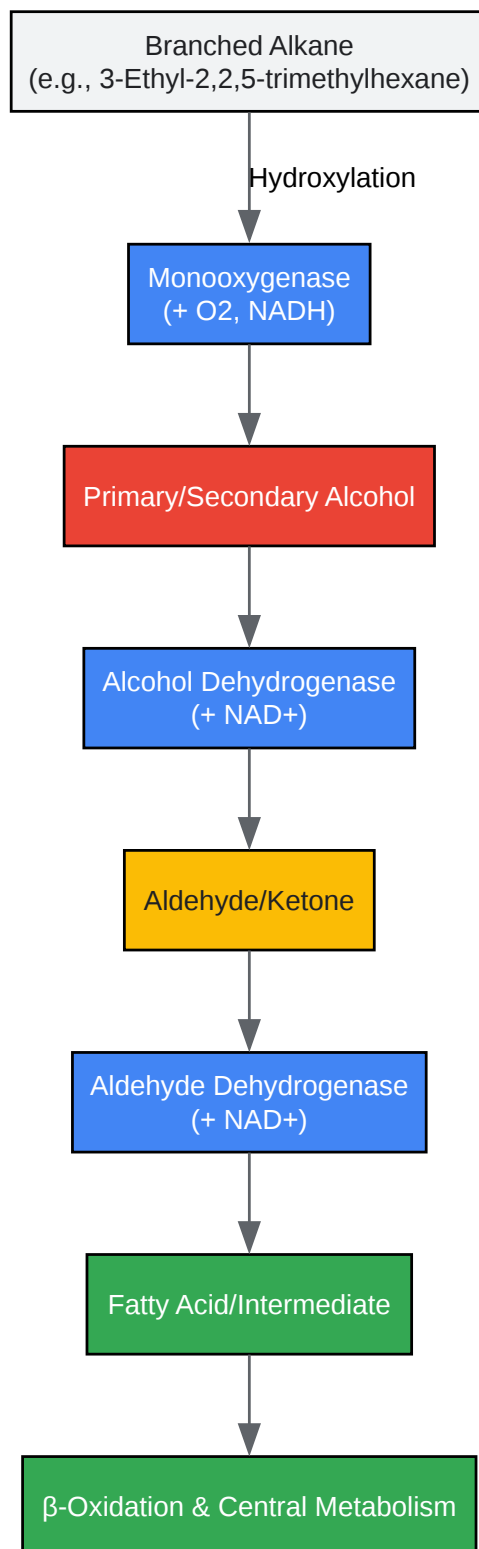 Branched Alkane
(e.g., 3-Ethyl-2,2,5-trimethylhexane)
Hydroxylation
Monooxygenase
(+ O2, NADH)
Primary/Secondary Alcohol
Alcohol Dehydrogenase
(+ NAD+)
Aldehyde/Ketone
Aldehyde Dehydrogenase
(+ NAD+)
Fatty Acid/Intermediate
β-Oxidation & Central Metabolism